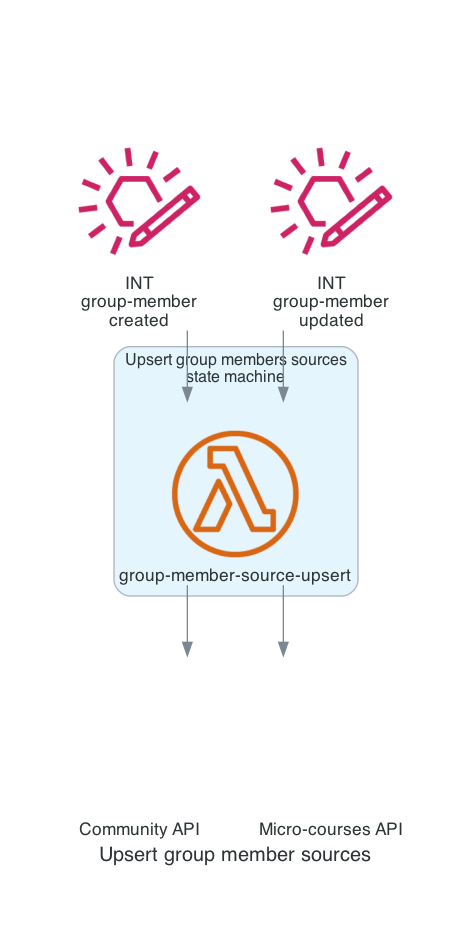 INT
group-member
created
INT
group-member
updated
Upsert group members sources
state machine
group-member-source-upsert
Community API
Micro-courses API
Upsert group member sources